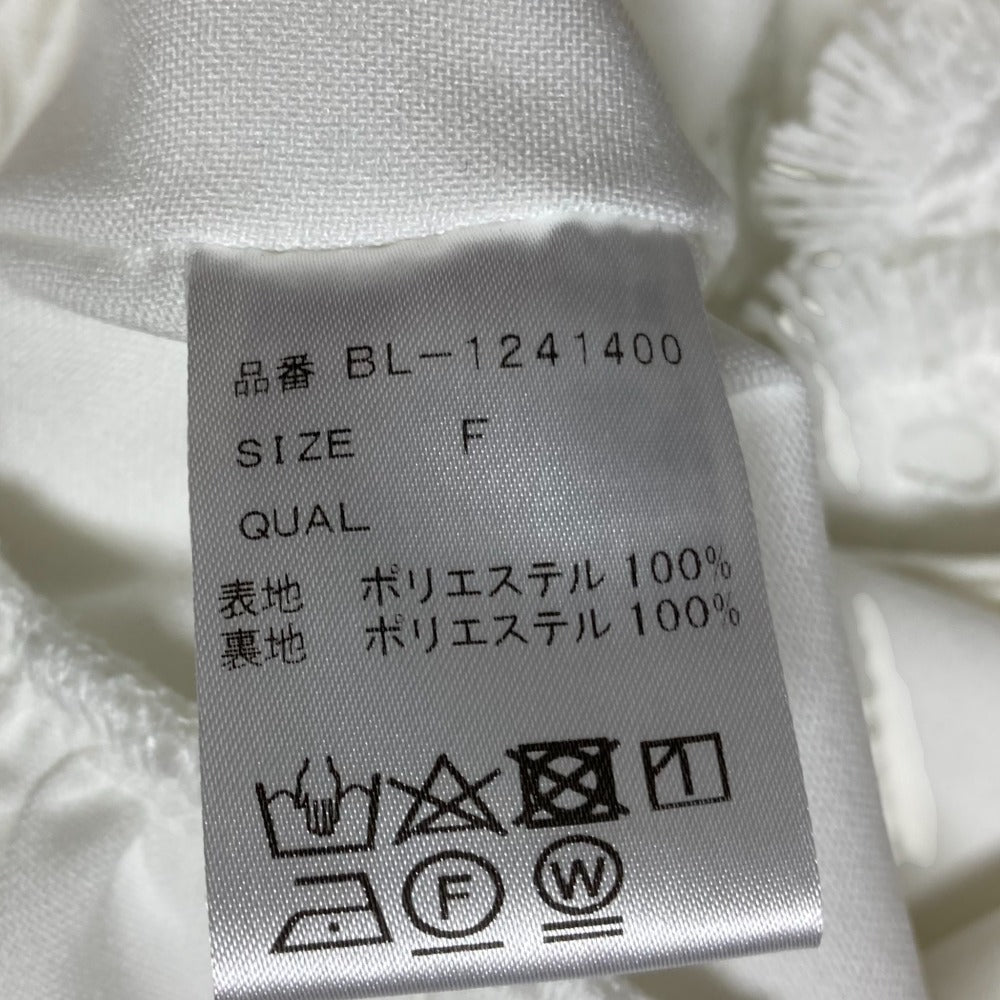 品番 BL-1241400
SIZE F
QUAL
表地 ポリエステル 100%
裏地 ポリエステル 100%
F W